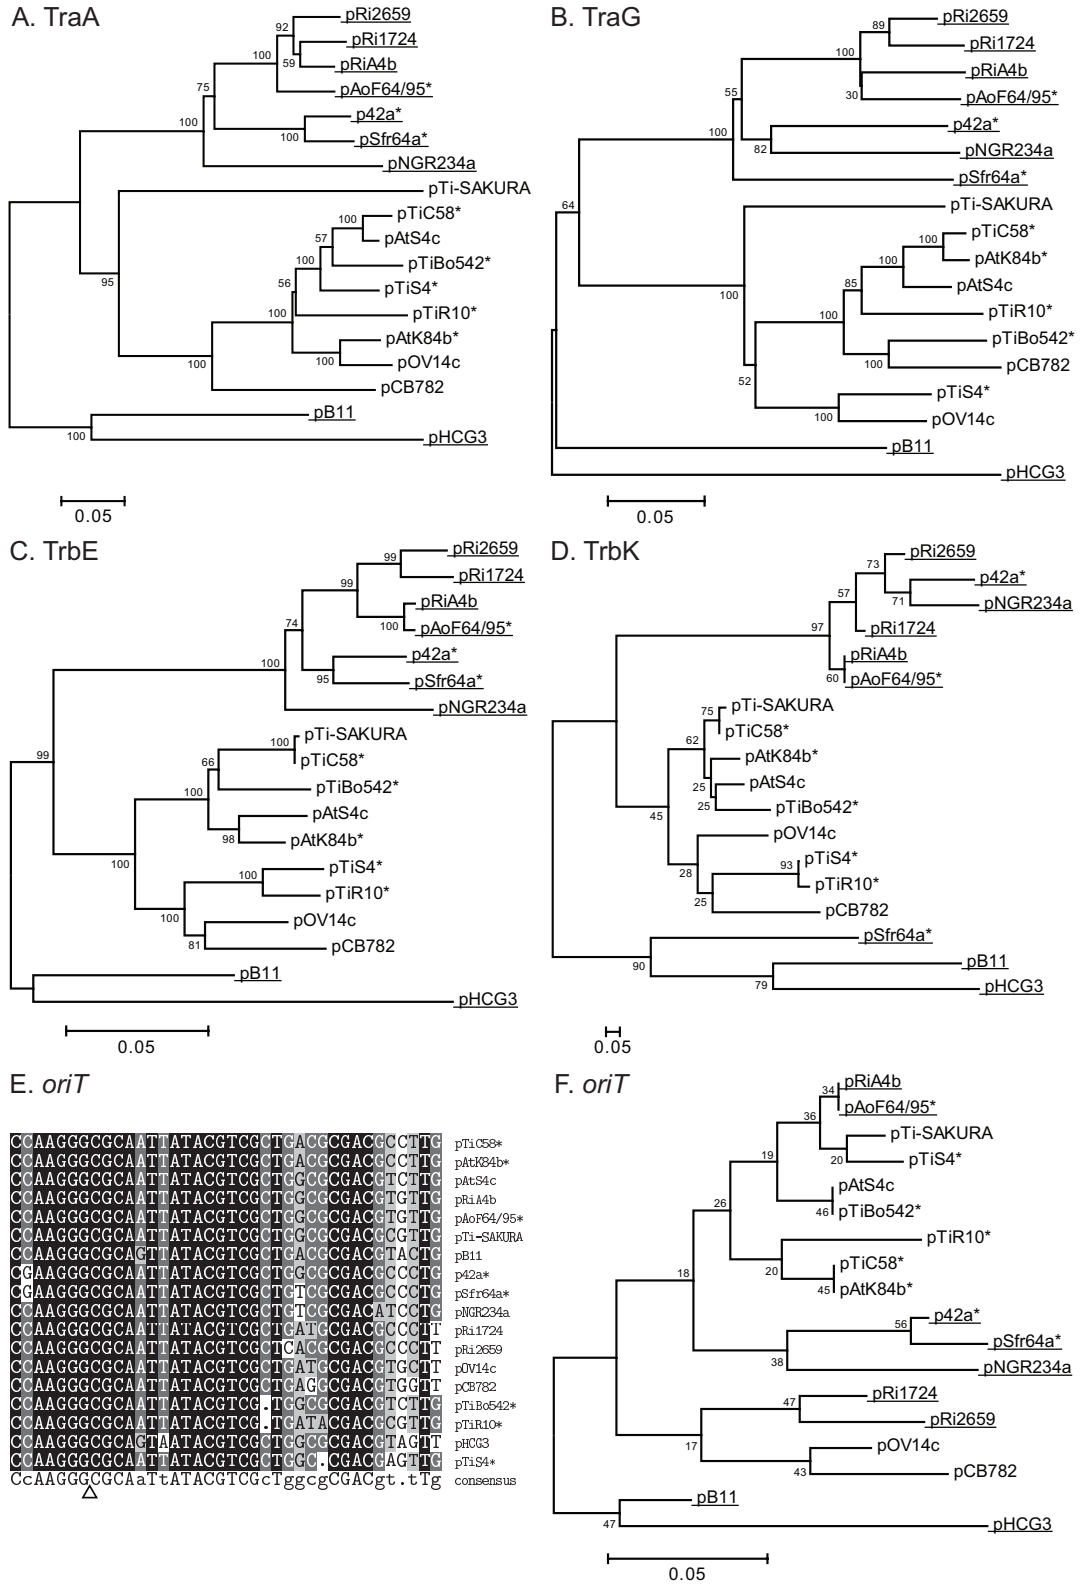 A. TraA
92
pRi2659
pRi1724
100
59
pRiA4b
75
pAoF64/95*
100
p42a*
100
pSfr64a*
pNGR234a
pTi-SAKURA
100
pTiC58*
57
pAtS4c
100
pTiBo542*
56
pTiS4*
95
100
pTiR10*
pAtK84b*
100
100
pOV14c
pCB782
pB11
100
pHCG3
0.05
B. TraG
89
pRi2659
pRi1724
100
pRiA4b
55
30
pAoF64/95*
100
p42a*
82
pNGR234a
pSfr64a*
64
pTi-SAKURA
100
pTiC58*
100
pAtK84b*
85
pAtS4c
100
100
pTiR10*
pTiBo542*
100
pCB782
52
pTiS4*
100
pOV14c
pB11
pHCG3
0.05
C. TrbE
99
pRi2659
99
pRi1724
pRiA4b
74
100
pAoF64/95*
100
p42a*
95
pSfr64a*
pNGR234a
99
100
pTi-SAKURA
66
pTiC58*
100
pTiBo542*
pAtS4c
98
pAtK84b*
100
100
pTiS4*
pTiR10*
100
pOV14c
81
pCB782
pB11
pHCG3
0.05
D. TrbK
73
pRi2659
57
p42a*
71
pNGR234a
97
pRi1724
pRiA4b
60
pAoF64/95*
75
pTi-SAKURA
pTiC58*
62
pAtK84b*
25
pAtS4c
25
pTiBo542*
45
pOV14c
28
93
pTiS4*
pTiR10*
25
pCB782
pSfr64a*
90
pB11
79
pHCG3
0.05
E. oriT
CCAAGGGCGCAATTATACGTCGCTGACGCGACGCCTTG pTiC58*
CCAAGGGCGCAATTATACGTCGCTGACGCGACGCCTTG pAtK84b*
CCAAGGGCGCAATTATACGTCGCTGGCGCGACGTCTTG pAtS4c
CCAAGGGCGCAATTATACGTCGCTGGCGCGACGTGTTG pRiA4b
CCAAGGGCGCAATTATACGTCGCTGGCGCGACGTGTTG pAoF64/95*
CCAAGGGCGCAATTATACGTCGCTGGCGCGACGCGTTG pTi-SAKURA
CCAAGGGCGCAGTTATACGTCGCTGACGCGACGTACTG pB11
CGAAGGGCGCAATTATACGTCGCTGGCGCGACGCCCTG p42a*
CGAAGGGCGCAATTATACGTCGCTGTCGCGACGCCCTG pSfr64a*
CCAAGGGCGCAATTATACGTCGCTGTCGCGACATCCTG pNGR234a
CCAAGGGCGCAATTATACGTCGCTGATGCGACGCCCTT pRi1724
CCAAGGGCGCAATTATACGTCGCTCACGCGACGCCCTT pRi2659
CCAAGGGCGCAATTATACGTCGCTGATGCGACGTGCTT pOV14c
CCAAGGGCGCAATTATACGTCGCTGAGGCGACGTGGTT pCB782
CCAAGGGCGCAATTATACGTCG.TGGCGCGACGTCTTG pTiBo542*
CCAAGGGCGCAATTATACGTCG.TGATACGACGCGTTG pTiR10*
CCAAGGGCGCAGTAATACGTCGCTGGCGCGACGTAGTT pHCG3
CCAAGGGCGCAATTATACGTCGCTGGC.CGACGAGTTG pTiS4*
CcAAGGGCGCAaTtATACGTCGcTggcgCGACgt.tTg consensus
F. oriT
34
pRiA4b
36
pAoF64/95*
pTi-SAKURA
19
20
pTiS4*
pAtS4c
26
46
pTiBo542*
pTiR10*
18
20
pTiC58*
45
pAtK84b*
56
p42a*
pSfr64a*
38
pNGR234a
47
pRi1724
pRi2659
17
pOV14c
43
pCB782
pB11
47
pHCG3
0.05